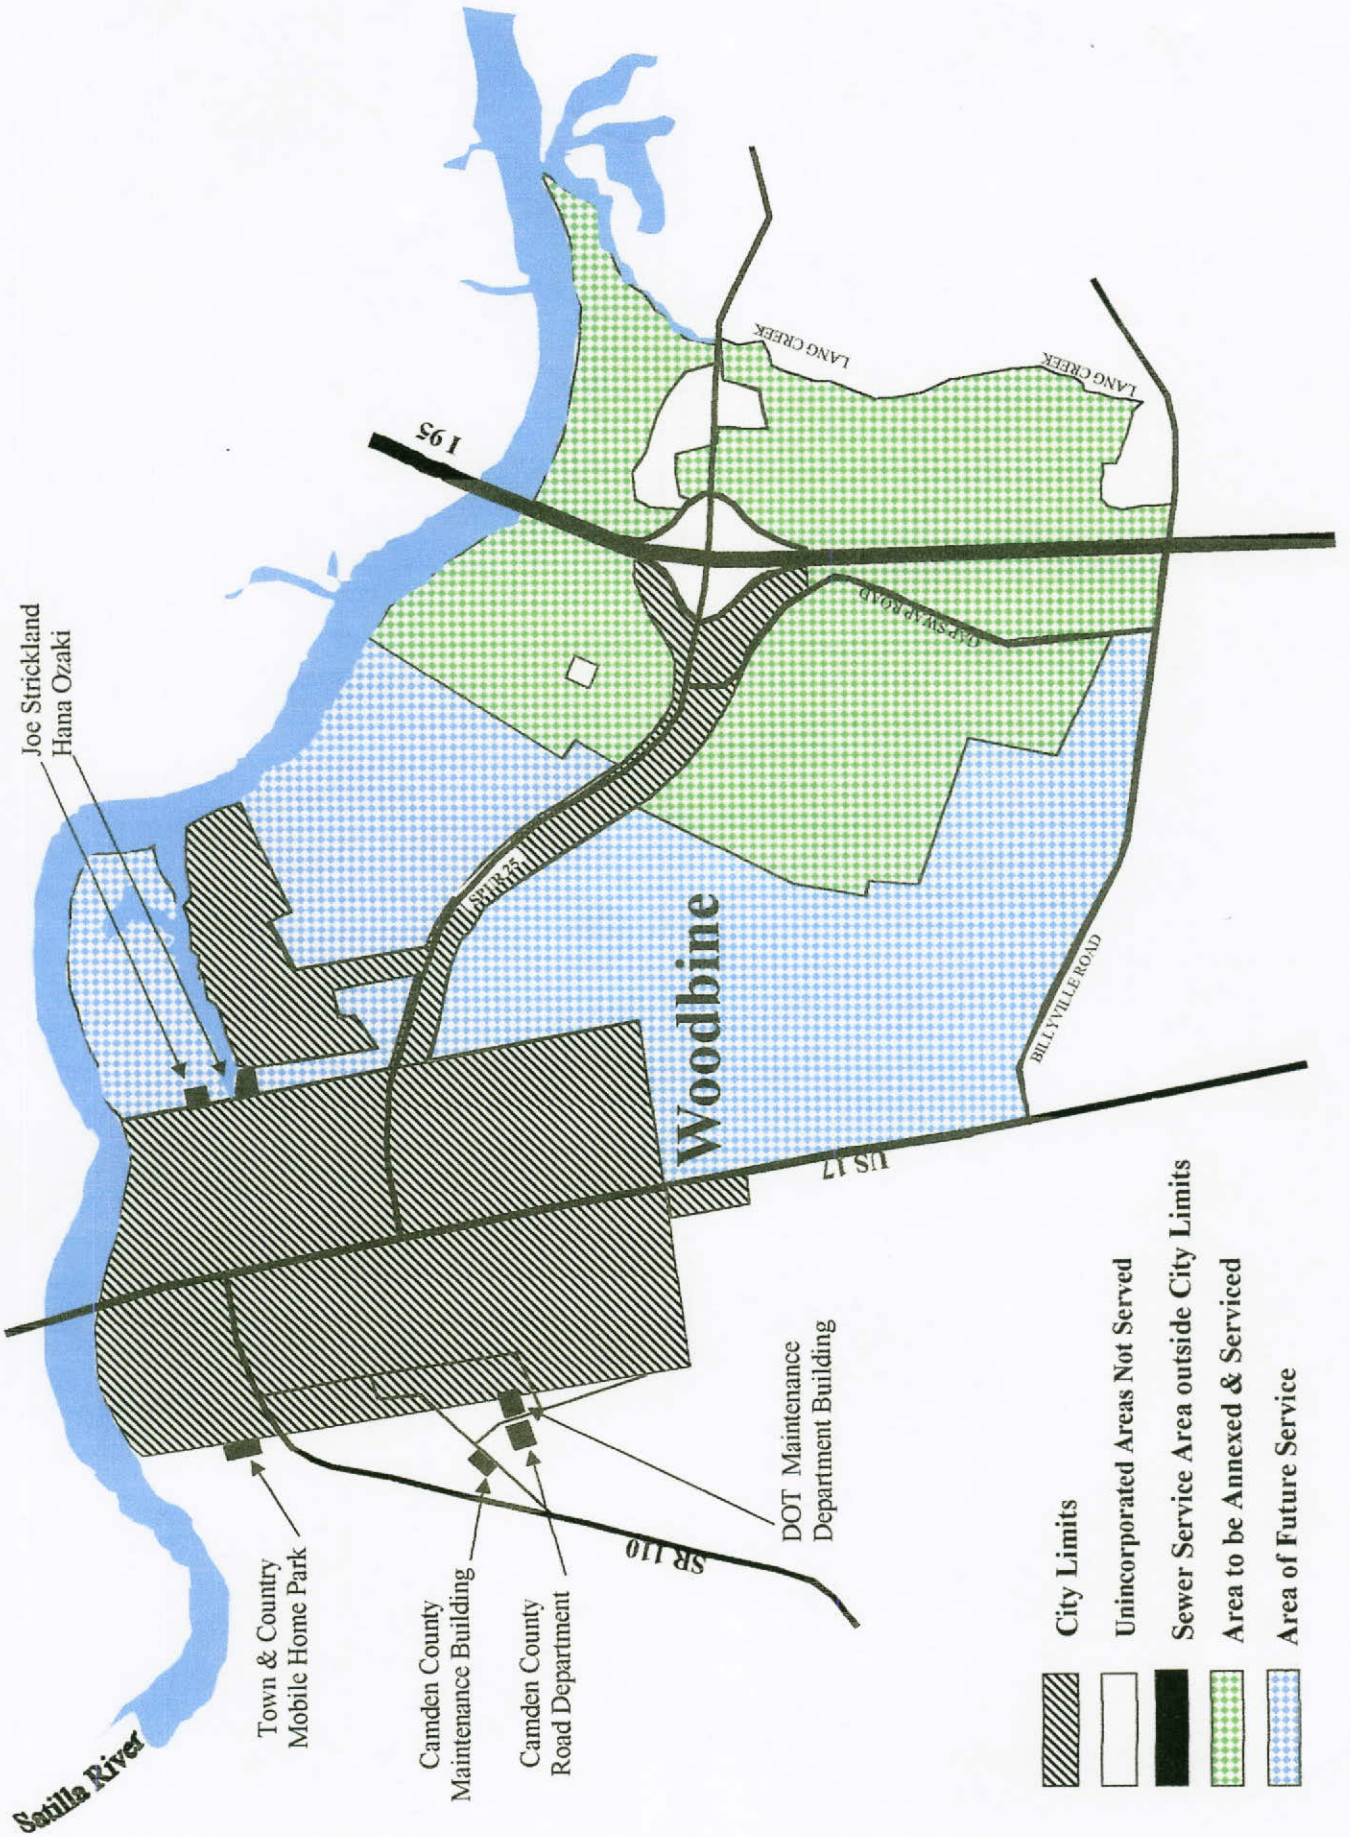 Satilla River
Joe Strickland
Hana Ozaki
Town & Country
Mobile Home Park
Camden County
Maintenance Building
Camden County
Road Department
DOT Maintenance
Department Building
SR 110
US 17
Woodbine
SPUR 25
I 95
LANG CREEK
LANG CREEK
ROAD
BILLYVILLE ROAD
City Limits
Unincorporated Areas Not Served
Sewer Service Area outside City Limits
Area to be Annexed & Serviced
Area of Future Service